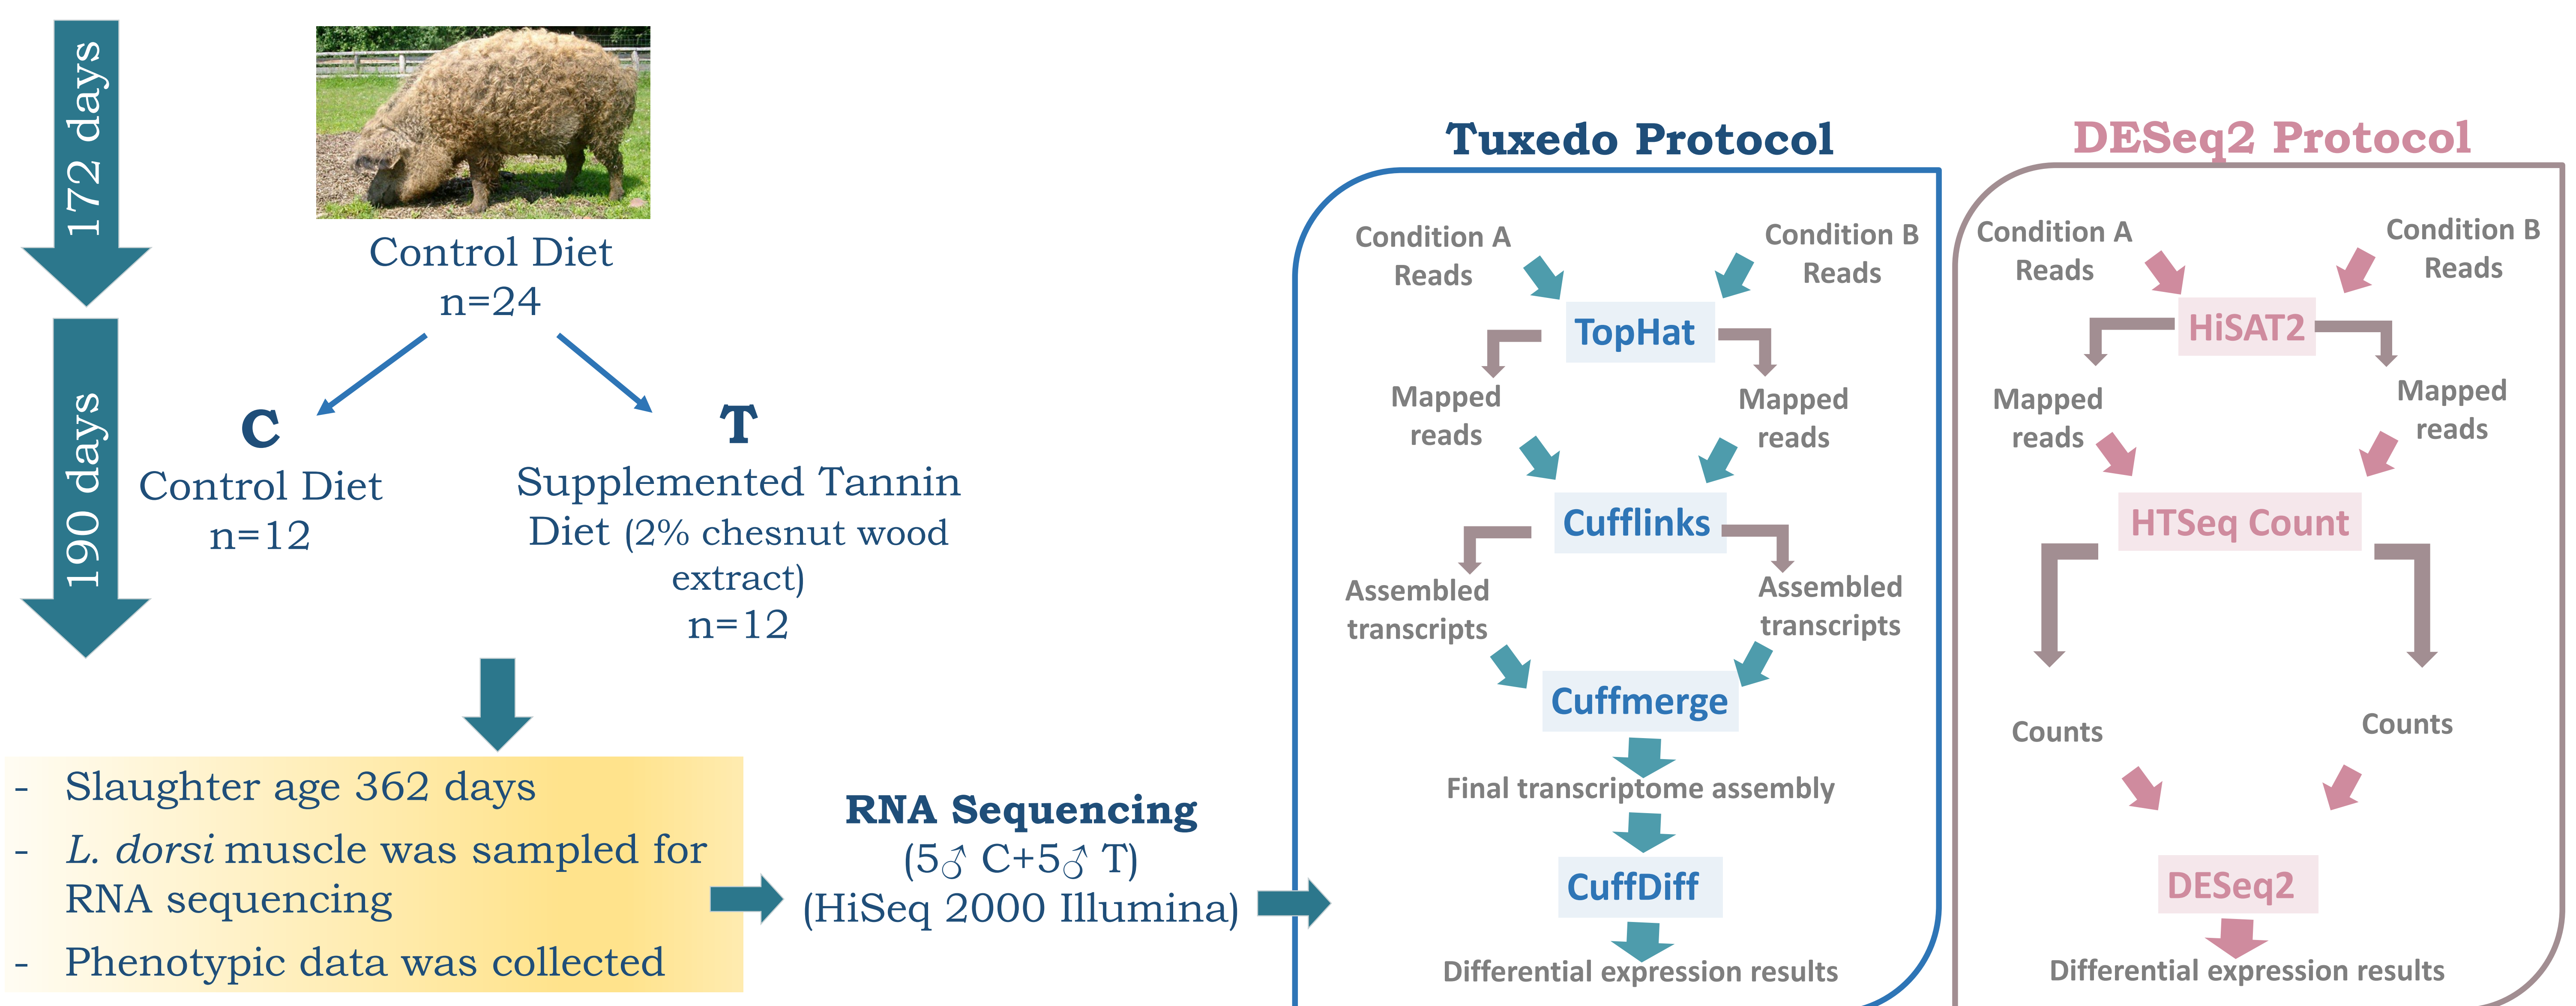 172 days
190 days
Control Diet
n=24
C
Control Diet
n=12
T
Supplemented Tannin
Diet (2% chesnut wood
extract)
n=12
- Slaughter age 362 days
- L. dorsi muscle was sampled for
RNA sequencing
- Phenotypic data was collected
RNA Sequencing
(5♂ C+5♂ T)
(HiSeq 2000 Illumina)
Tuxedo Protocol
Condition A
Reads
Condition B
Reads
TopHat
Mapped
reads
Mapped
reads
Cufflinks
Assembled
transcripts
Assembled
transcripts
Cuffmerge
Final transcriptome assembly
CuffDiff
Differential expression results
DESeq2 Protocol
Condition A
Reads
Condition B
Reads
HiSAT2
Mapped
reads
Mapped
reads
HTSeq Count
Counts
Counts
DESeq2
Differential expression results